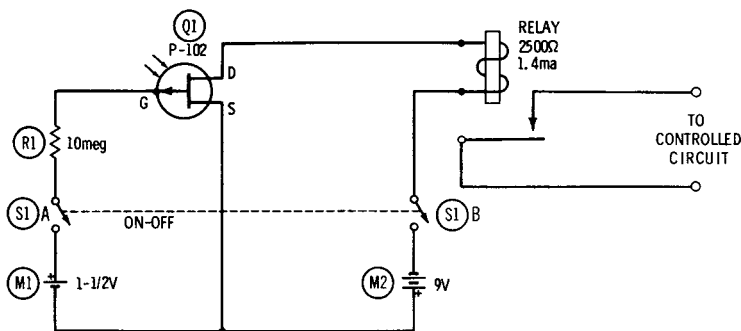 Q1
P-102
D
S
G
R1
10meg
S1
A
ON-OFF
S1
B
M1
+
1-1/2V
M2
+
9V
RELAY
2500Ω
1.4ma
TO
CONTROLLED
CIRCUIT